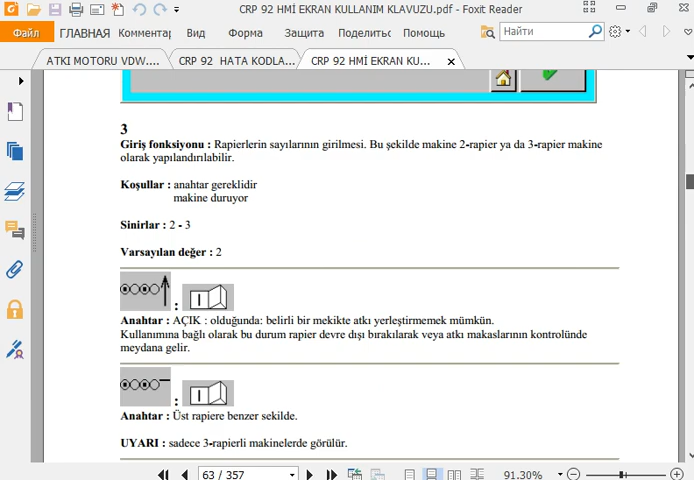 CRP 92 HMİ EKRAN KULLANIM KLAVUZU.pdf - Foxit Reader
Файл ГЛАВНАЯ Комментар Вид Форма Защита Поделитьс Помощь Найти
ATKI MOTORU VDW.... CRP 92 HATA KODLA... CRP 92 HMİ EKRAN KU...
3
Giriş fonksiyonu : Rapierlerin sayılarının girilmesi. Bu şekilde makine 2-rapier ya da 3-rapier makine
olarak yapılandırılabilir.
Koşullar : anahtar gereklidir
makine duruyor
Sinirlar : 2 - 3
Varsayılan değer : 2
:
Anahtar : AÇIK : olduğunda: belirli bir mekikte atkı yerleştirmemek mümkün.
Kullanımına bağlı olarak bu durum rapier devre dışı bırakılarak veya atkı makaslarının kontrolünde
meydana gelir.
:
Anahtar : Üst rapiere benzer sekilde.
UYARI : sadece 3-rapierli makinelerde görülür.
63 / 357 91.30%